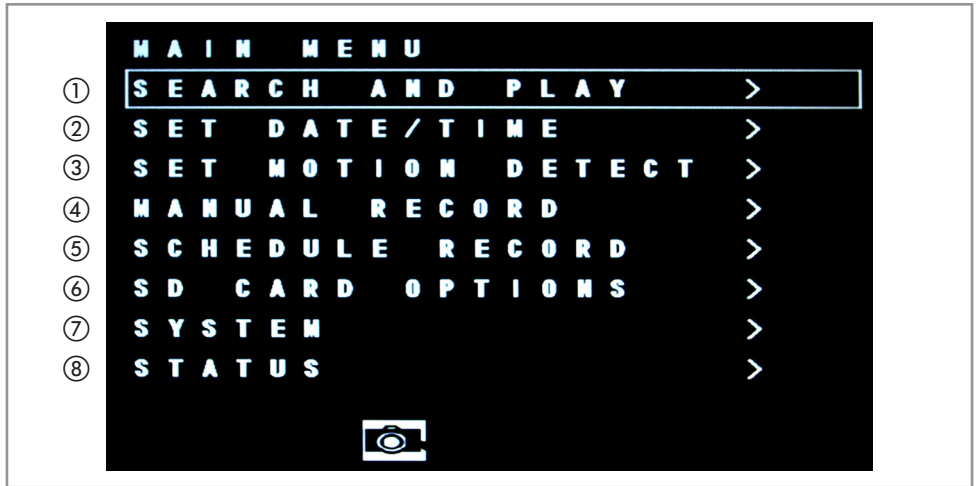 MAIN MENU
① SEARCH AND PLAY >
② SET DATE/TIME >
③ SET MOTION DETECT >
④ MANUAL RECORD >
⑤ SCHEDULE RECORD >
⑥ SD CARD OPTIONS >
⑦ SYSTEM >
⑧ STATUS >